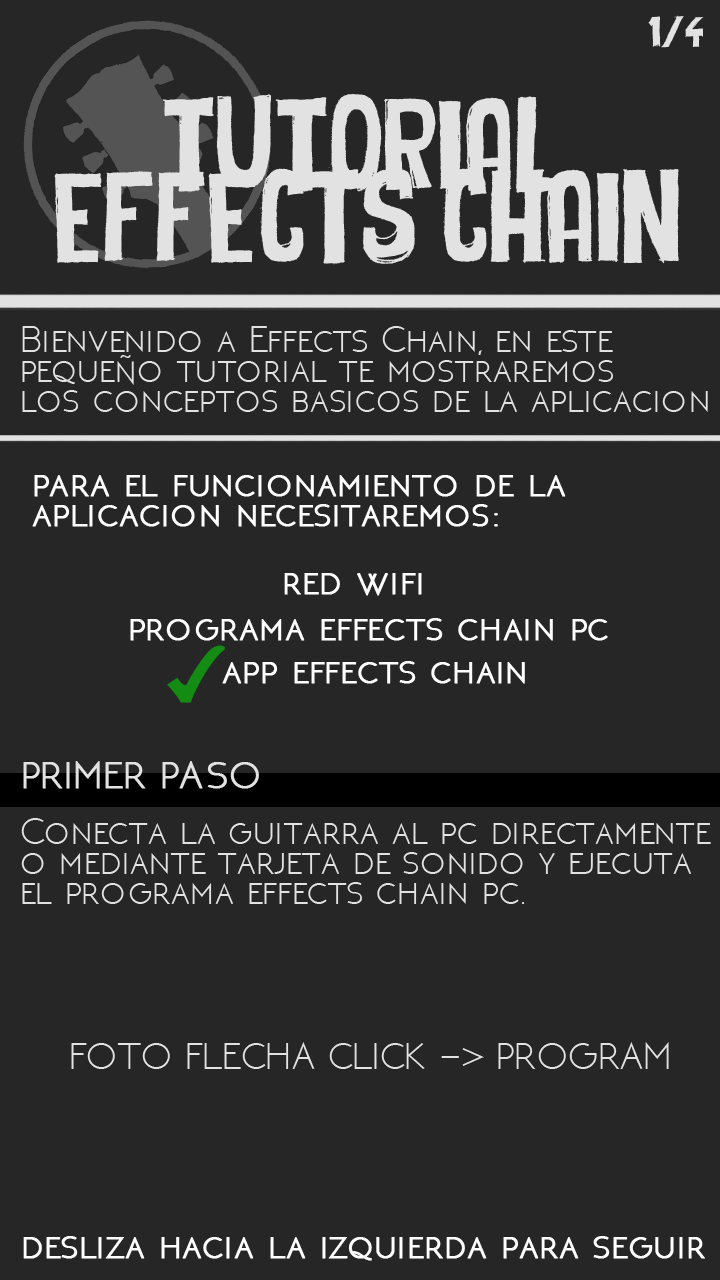 1/4
TUTORIAL
EFFECTS CHAIN
Bienvenido a Effects Chain, en este
pequeño tutorial te mostraremos
los conceptos basicos de la aplicacion
PARA EL FUNCIONAMIENTO DE LA
APLICACION NECESITAREMOS:
RED WIFI
PROGRAMA EFFECTS CHAIN PC
APP EFFECTS CHAIN
PRIMER PASO
Conecta la guitarra al pc directamente
o mediante tarjeta de sonido y ejecuta
el programa effects chain pc.
FOTO FLECHA CLICK –> PROGRAM
DESLIZA HACIA LA IZQUIERDA PARA SEGUIR